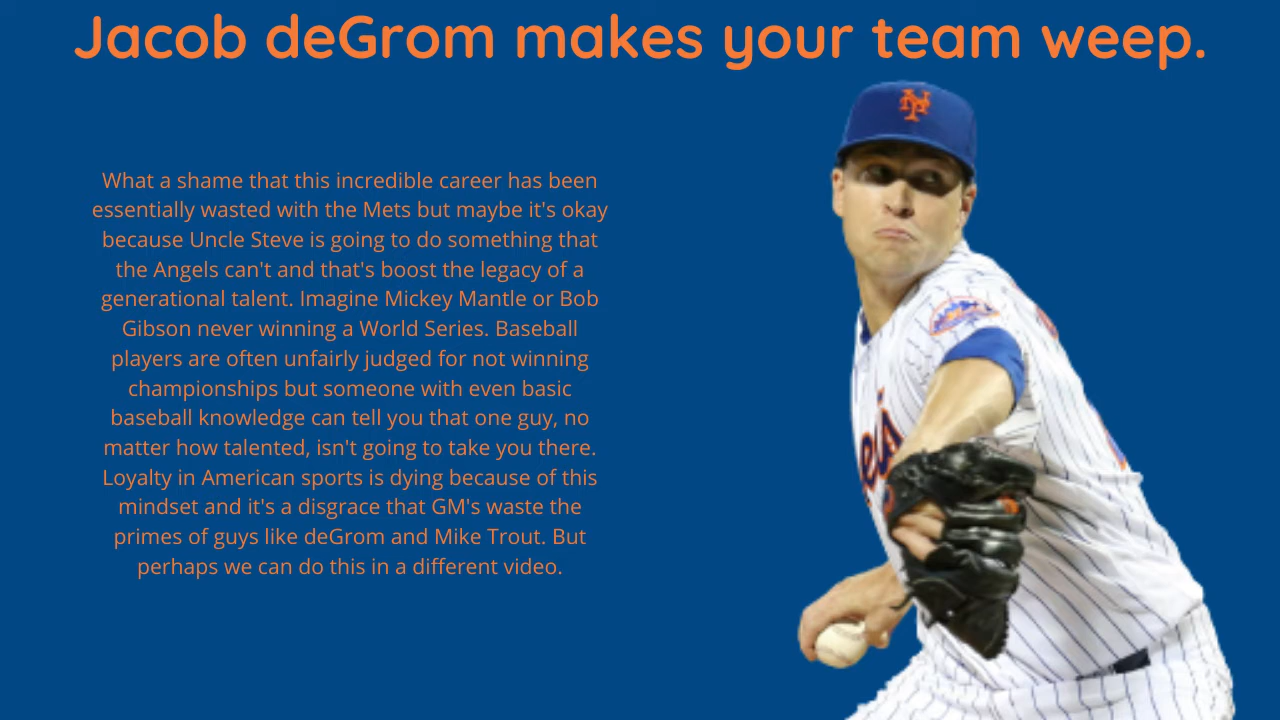 Jacob deGrom makes your team weep.
What a shame that this incredible career has been
essentially wasted with the Mets but maybe it's okay
because Uncle Steve is going to do something that
the Angels can't and that's boost the legacy of a
generational talent. Imagine Mickey Mantle or Bob
Gibson never winning a World Series. Baseball
players are often unfairly judged for not winning
championships but someone with even basic
baseball knowledge can tell you that one guy, no
matter how talented, isn't going to take you there.
Loyalty in American sports is dying because of this
mindset and it's a disgrace that GM's waste the
primes of guys like deGrom and Mike Trout. But
perhaps we can do this in a different video.
NY
ets